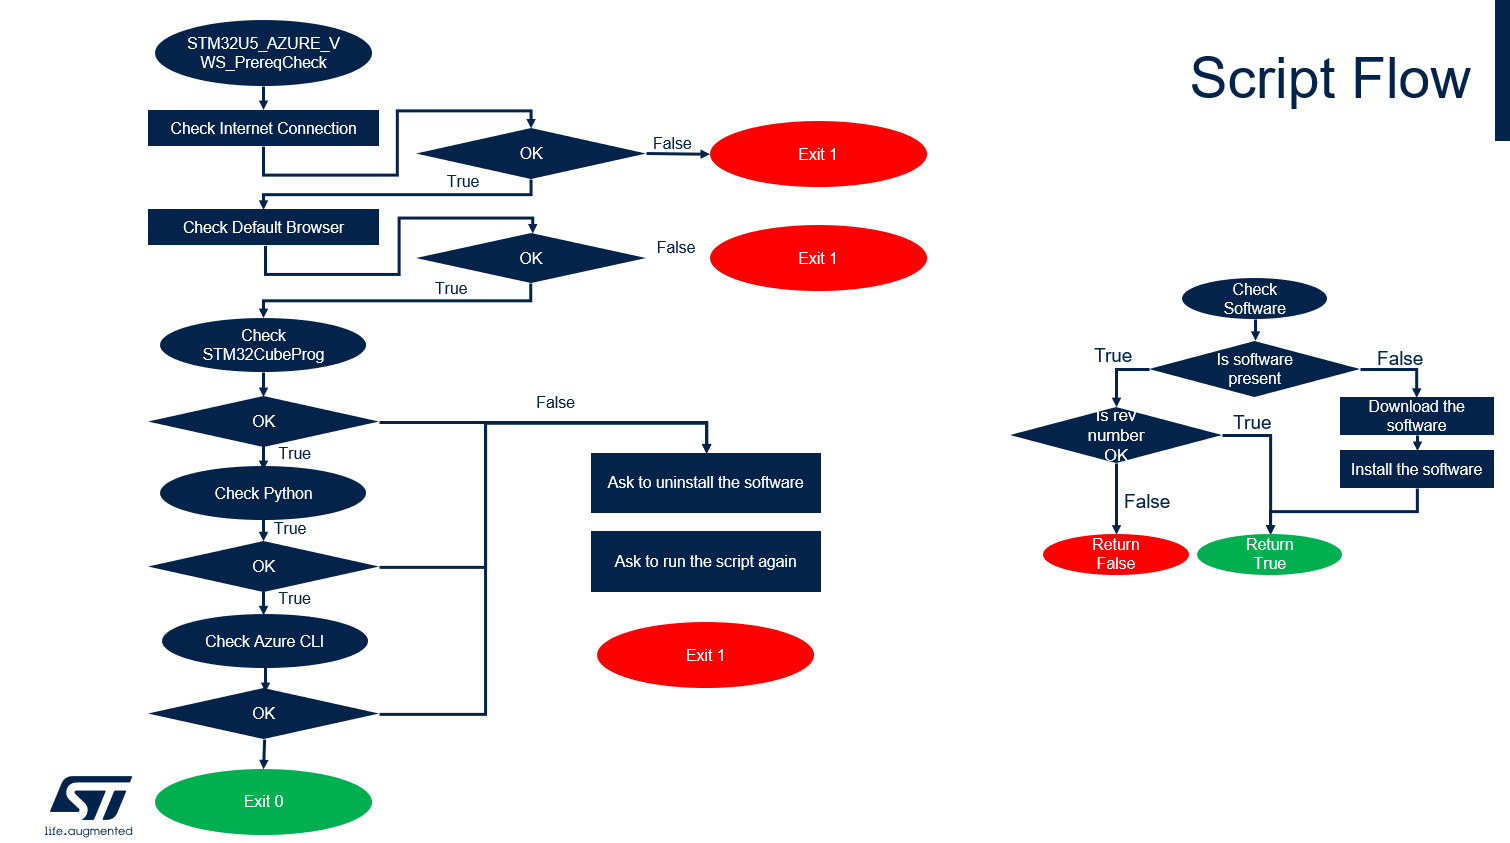 Script Flow
STM32U5_AZURE_V
WS_PrereqCheck
Check Internet Connection
OK
False
Exit 1
True
Check Default Browser
OK
False
Exit 1
True
Check
STM32CubeProg
OK
False
True
Ask to uninstall the software
Check Python
True
Ask to run the script again
OK
True
Check Azure CLI
Exit 1
OK
Exit 0
Check
Software
Is software
present
True
False
Is rev
number
OK
True
Download the
software
Install the software
False
Return
False
Return
True
ST
life.augmented